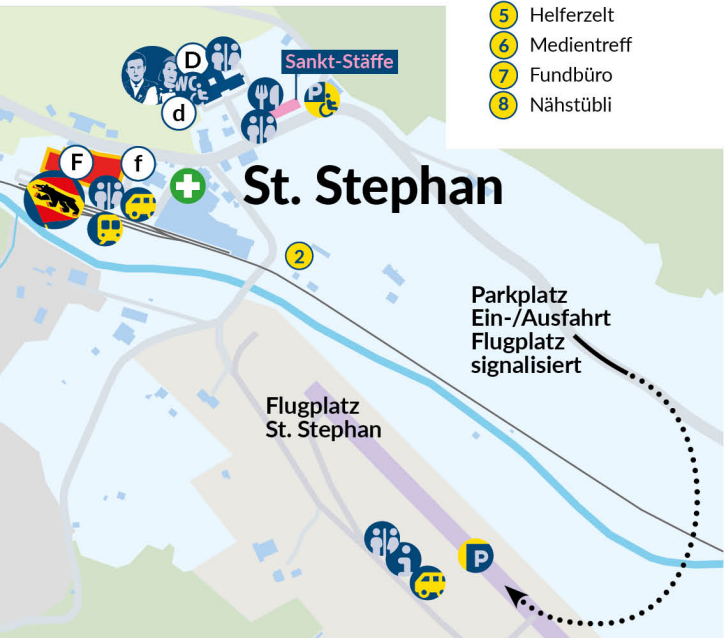 5 Helferzelt
6 Medientreff
7 Fundbüro
8 Nähstübli
D
Sankt-Stäffe
WC
P
d
F
f
St. Stephan
2
Parkplatz
Ein-/Ausfahrt
Flugplatz
signalisiert
Flugplatz
St. Stephan
i
P